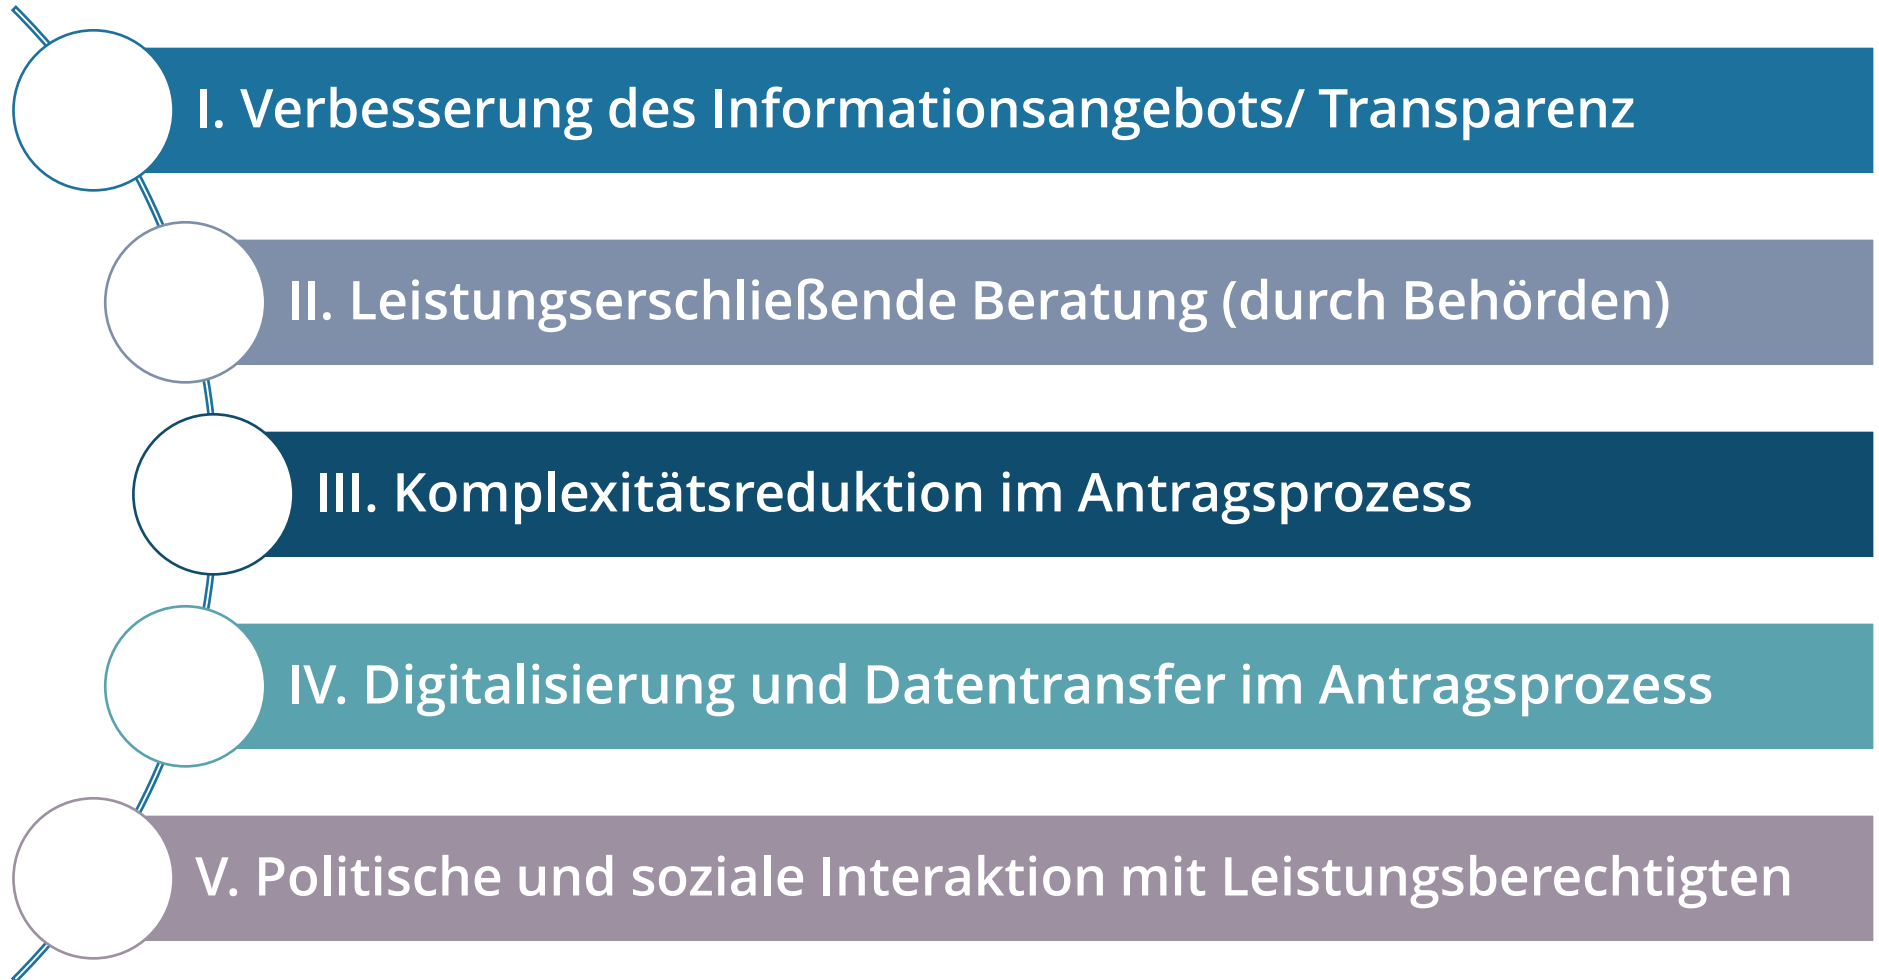 I. Verbesserung des Informationsangebots/ Transparenz
II. Leistungserschließende Beratung (durch Behörden)
III. Komplexitätsreduktion im Antragsprozess
IV. Digitalisierung und Datentransfer im Antragsprozess
V. Politische und soziale Interaktion mit Leistungsberechtigten